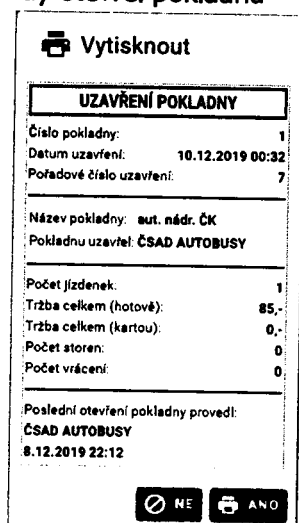 Vytisknout
UZAVŘENÍ POKLADNY
Číslo pokladny: 1
Datum uzavření: 10.12.2019 00:32
Pořadové číslo uzavření: 7
Název pokladny: aut. nádr. ČK
Pokladnu uzavřel: ČSAD AUTOBUSY
Počet jízdenek: 1
Tržba celkem (hotově): 85,-
Tržba celkem (kartou): 0,-
Počet storen: 0
Počet vrácení: 0
Poslední otevření pokladny provedl:
ČSAD AUTOBUSY
8.12.2019 22:12
NE ANO